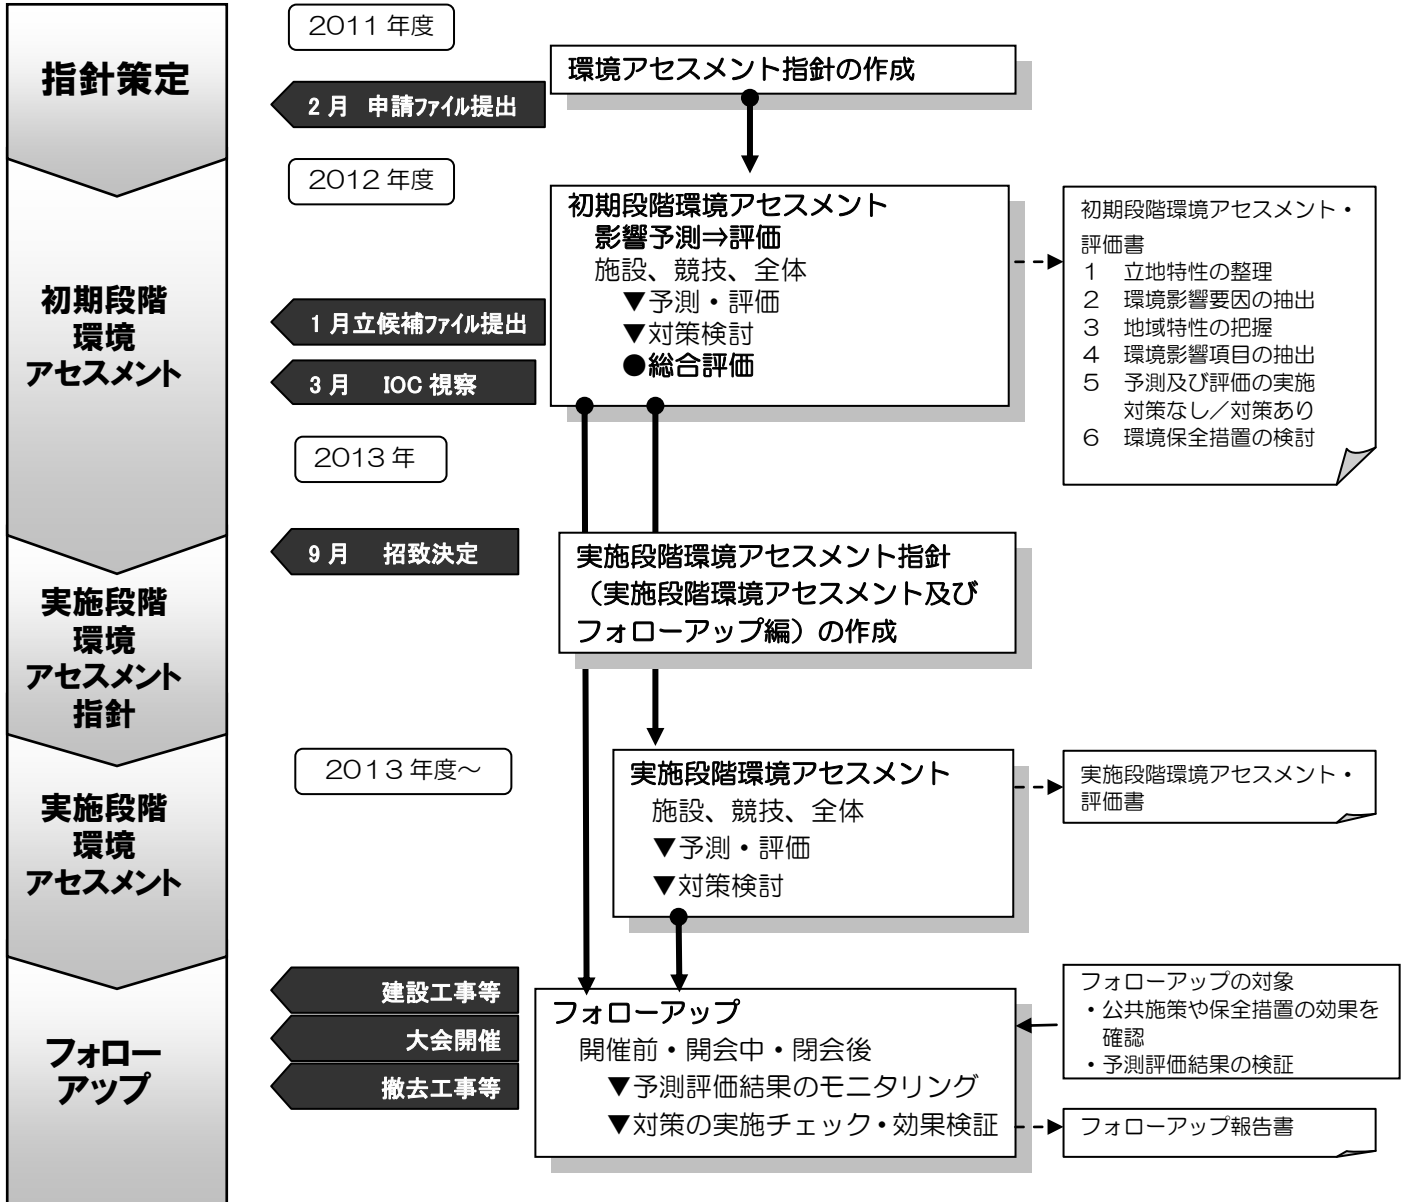 指針策定
2011年度
環境アセスメント指針の作成
2月 申請ファイル提出
2012年度
初期段階
環境
アセスメント
初期段階環境アセスメント
影響予測⇒評価
施設、競技、全体
▼予測・評価
▼対策検討
●総合評価
1月立候補ファイル提出
3月 IOC視察
初期段階環境アセスメント・
評価書
1 立地特性の整理
2 環境影響要因の抽出
3 地域特性の把握
4 環境影響項目の抽出
5 予測及び評価の実施
対策なし／対策あり
6 環境保全措置の検討
2013年
9月 招致決定
実施段階
環境
アセスメント
指針
実施段階環境アセスメント指針
（実施段階環境アセスメント及び
フォローアップ編）の作成
2013年度～
実施段階
環境
アセスメント
実施段階環境アセスメント
施設、競技、全体
▼予測・評価
▼対策検討
実施段階環境アセスメント・
評価書
フォロー
アップ
建設工事等
大会開催
撤去工事等
フォローアップ
開催前・開会中・閉会後
▼予測評価結果のモニタリング
▼対策の実施チェック・効果検証
フォローアップの対象
・公共施策や保全措置の効果を
確認
・予測評価結果の検証
フォローアップ報告書